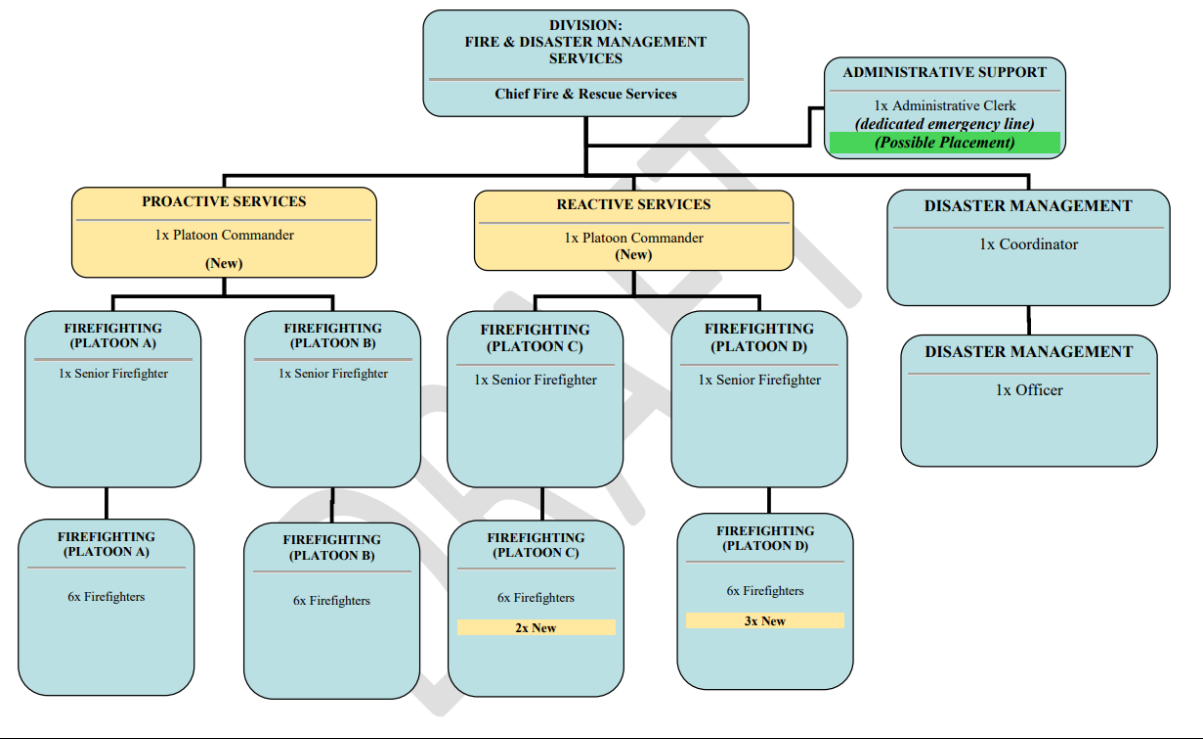 DIVISION:
FIRE & DISASTER MANAGEMENT
SERVICES
Chief Fire & Rescue Services
ADMINISTRATIVE SUPPORT
1x Administrative Clerk
(dedicated emergency line)
(Possible Placement)
PROACTIVE SERVICES
1x Platoon Commander
(New)
REACTIVE SERVICES
1x Platoon Commander
(New)
DISASTER MANAGEMENT
1x Coordinator
FIREFIGHTING
(PLATOON A)
1x Senior Firefighter
FIREFIGHTING
(PLATOON B)
1x Senior Firefighter
FIREFIGHTING
(PLATOON C)
1x Senior Firefighter
FIREFIGHTING
(PLATOON D)
1x Senior Firefighter
DISASTER MANAGEMENT
1x Officer
FIREFIGHTING
(PLATOON A)
6x Firefighters
FIREFIGHTING
(PLATOON B)
6x Firefighters
FIREFIGHTING
(PLATOON C)
6x Firefighters
2x New
FIREFIGHTING
(PLATOON D)
6x Firefighters
3x New
DRAFT